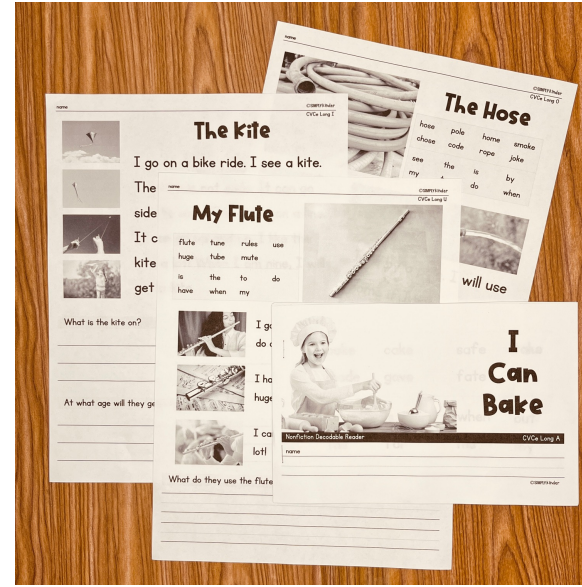 name
The Hose
CVCe Long O
hose pole home smoke
chose code rope joke
see the is by
my do when
will use
name
CVCe Long I
The Kite
I go on a bike ride. I see a kite.
The
side
It c
kite
get
What is the kite on?
At what age will they ge
name
CVCe Long U
My Flute
flute tune rules use
huge tube mute
is the to do
have when my
I go
do
I ha
huge
I ca
lot!
What do they use the flute
I
Can
Bake
Nonfiction Decodable Reader CVCe Long A
name